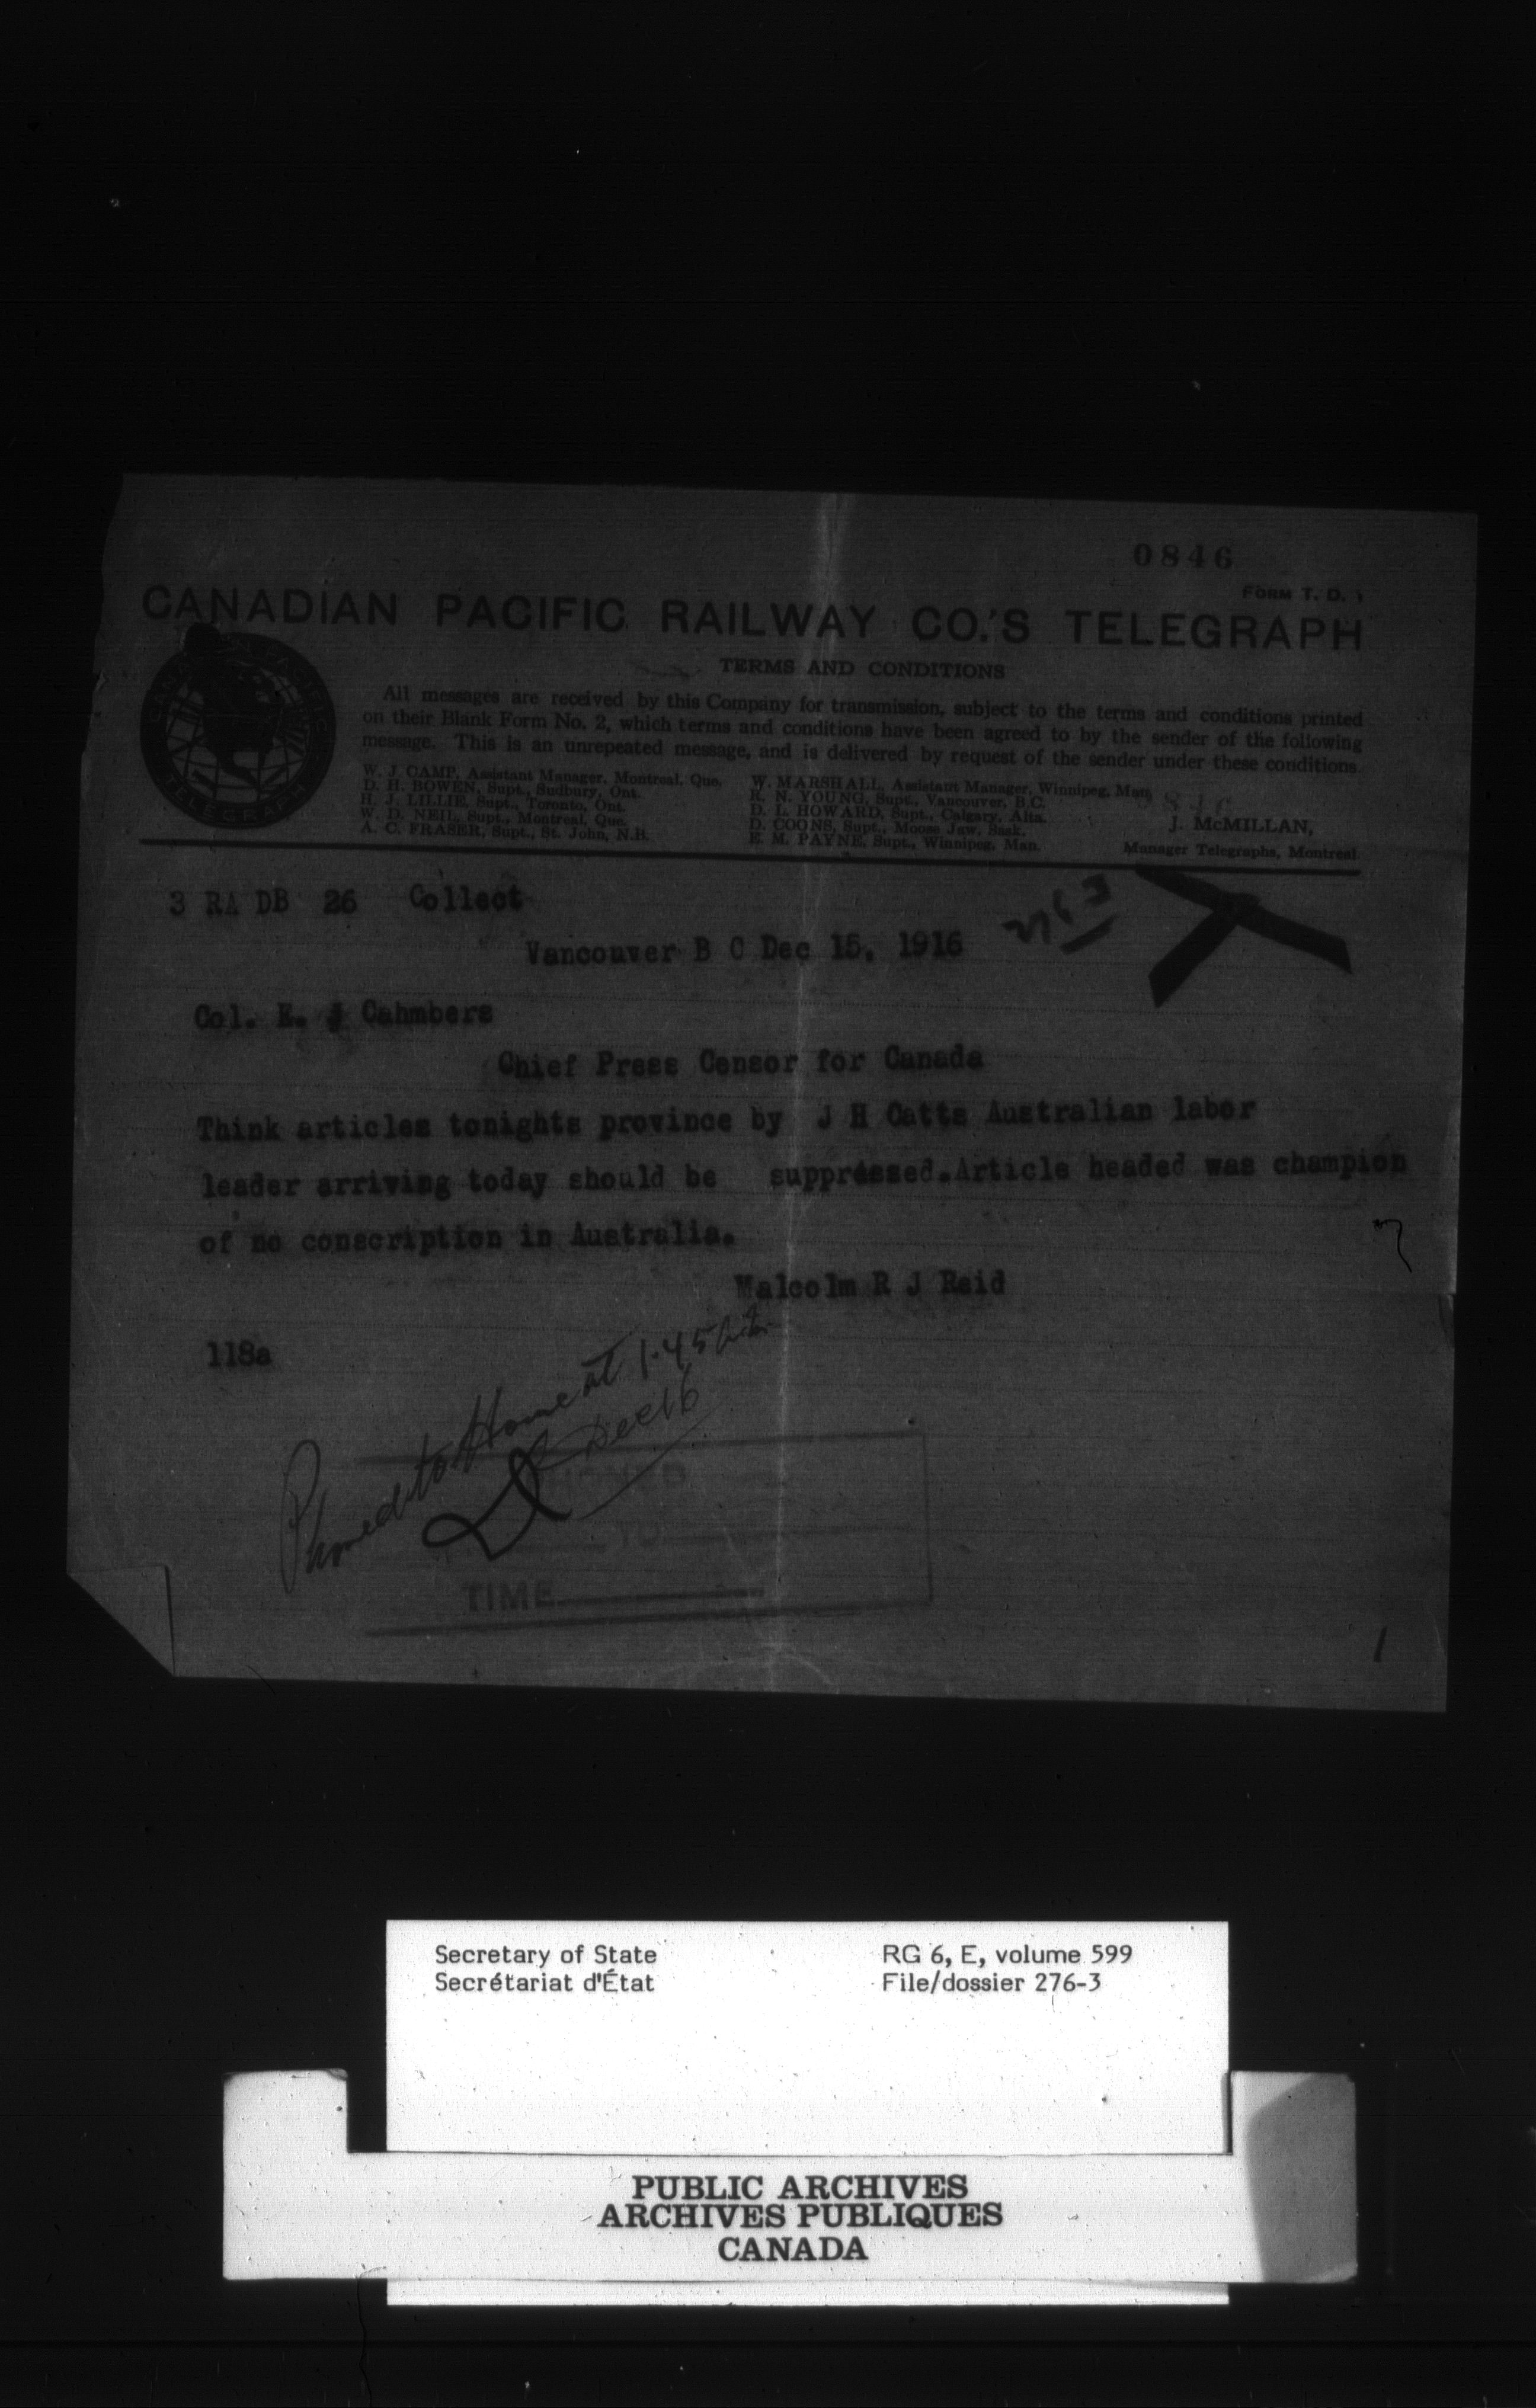 0846
FORM T. D. 1
CANADIAN PACIFIC RAILWAY CO.'S TELEGRAPH
TERMS AND CONDITIONS
CANADIAN PACIFIC
TELEGRAPH
All messages are received by this Company for transmission, subject to the terms and conditions printed
on their Blank Form No. 2, which terms and conditions have been agreed to by the sender of the following
message. This is an unrepeated message, and is delivered by request of the sender under these conditions.
W. J. CAMP, Assistant Manager, Montreal, Que.
D. H. BOWEN, Supt., Sudbury, Ont.
H. J. LILLIE, Supt., Toronto, Ont.
W. D. NEIL, Supt., Montreal, Que.
A. C. FRASER, Supt., St. John, N.B.
W. MARSHALL, Assistant Manager, Winnipeg, Man.
R. N. YOUNG, Supt., Vancouver, B.C.
D. L. HOWARD, Supt., Calgary, Alta.
D. COONS, Supt., Moose Jaw, Sask.
E. M. PAYNE, Supt., Winnipeg, Man.
J. McMILLAN,
Manager Telegraphs, Montreal.
3 RA DB 26 Collect
276-3
Vancouver B C Dec 15, 1916
Col. E. J Cahmbers
Chief Press Censor for Canada
Think articles tonights province by J H Catts Australian labor
leader arriving today should be suppressed.Article headed was champion
of no conscription in Australia.
Malcolm R J Reid
118a
Phoned to Home at 1.45
Dec 16
PHONED
TO
TIME
Secretary of State
Secrétariat d'État
RG 6, E, volume 599
File/dossier 276-3
PUBLIC ARCHIVES
ARCHIVES PUBLIQUES
CANADA